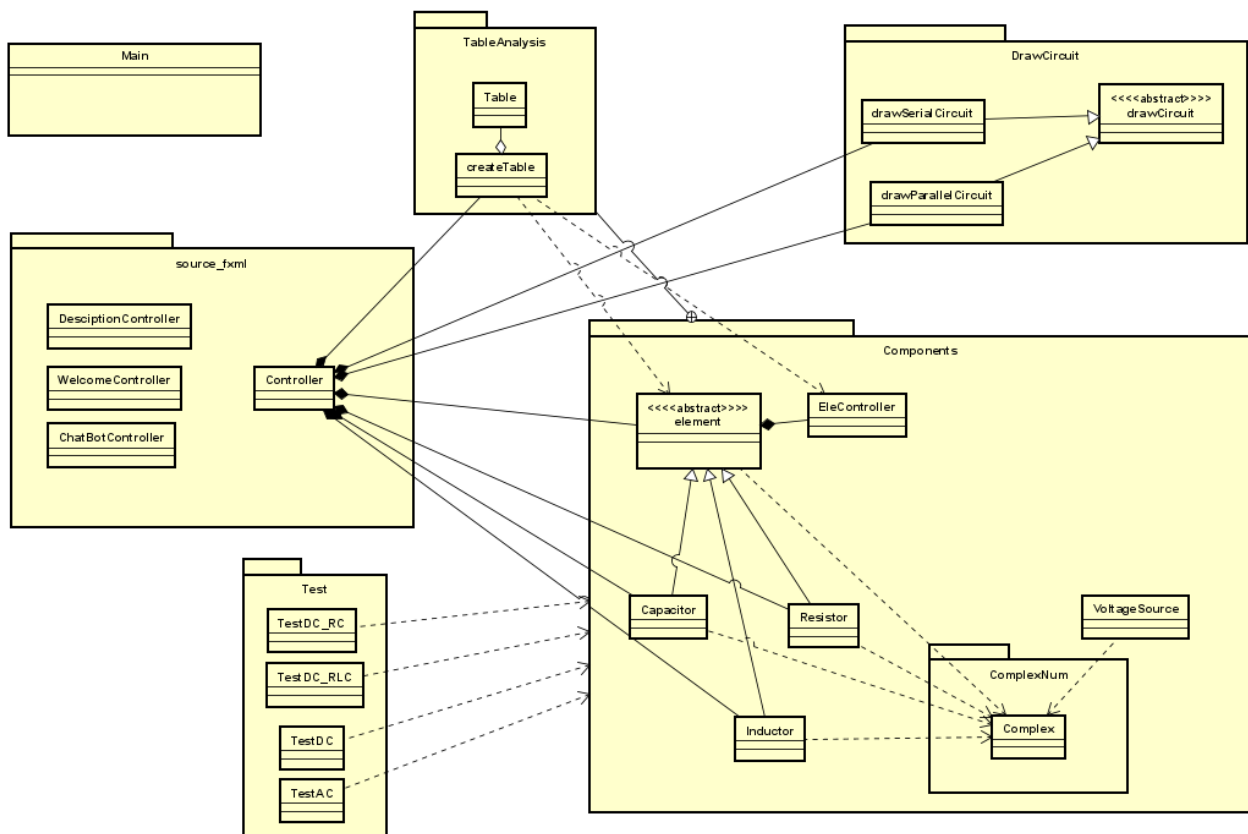 Main
TableAnalysis
Table
createTable
DrawCircuit
drawSerialCircuit
<<<<abstract>>>>
drawCircuit
drawParallelCircuit
source_fxml
DesciptionController
WelcomeController
ChatBotController
Controller
Components
<<<<abstract>>>>
element
EleController
Capacitor
Resistor
VoltageSource
Inductor
ComplexNum
Complex
Test
TestDC_RC
TestDC_RLC
TestDC
TestAC